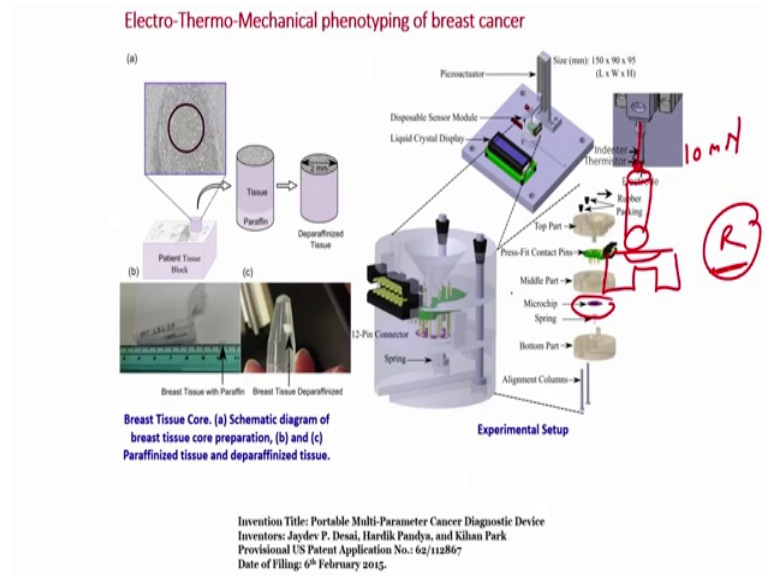 Electro-Thermo-Mechanical phenotyping of breast cancer
(a)
Tissue
Paraffin
2 mm
Deparaffinized
Tissue
Patient Tissue
Block
(b)
(c)
Breast Tissue with Paraffin
Breast Tissue Deparaffinized
Breast Tissue Core. (a) Schematic diagram of
breast tissue core preparation, (b) and (c)
Paraffinized tissue and deparaffinized tissue.
Size (mm): 150 x 90 x 95
(L x W x H)
Piezoactuator
Disposable Sensor Module
Liquid Crystal Display
Indenter
Thermistor
10 mN
Rubber
Packing
Top Part
R
Press-Fit Contact Pins
Middle Part
Microchip
Spring
Bottom Part
Alignment Columns
12-Pin Connector
Spring
Experimental Setup
Invention Title: Portable Multi-Parameter Cancer Diagnostic Device
Inventors: Jaydev P. Desai, Hardik Pandya, and Kihan Park
Provisional US Patent Application No.: 62/112867
Date of Filing: 6th February 2015.